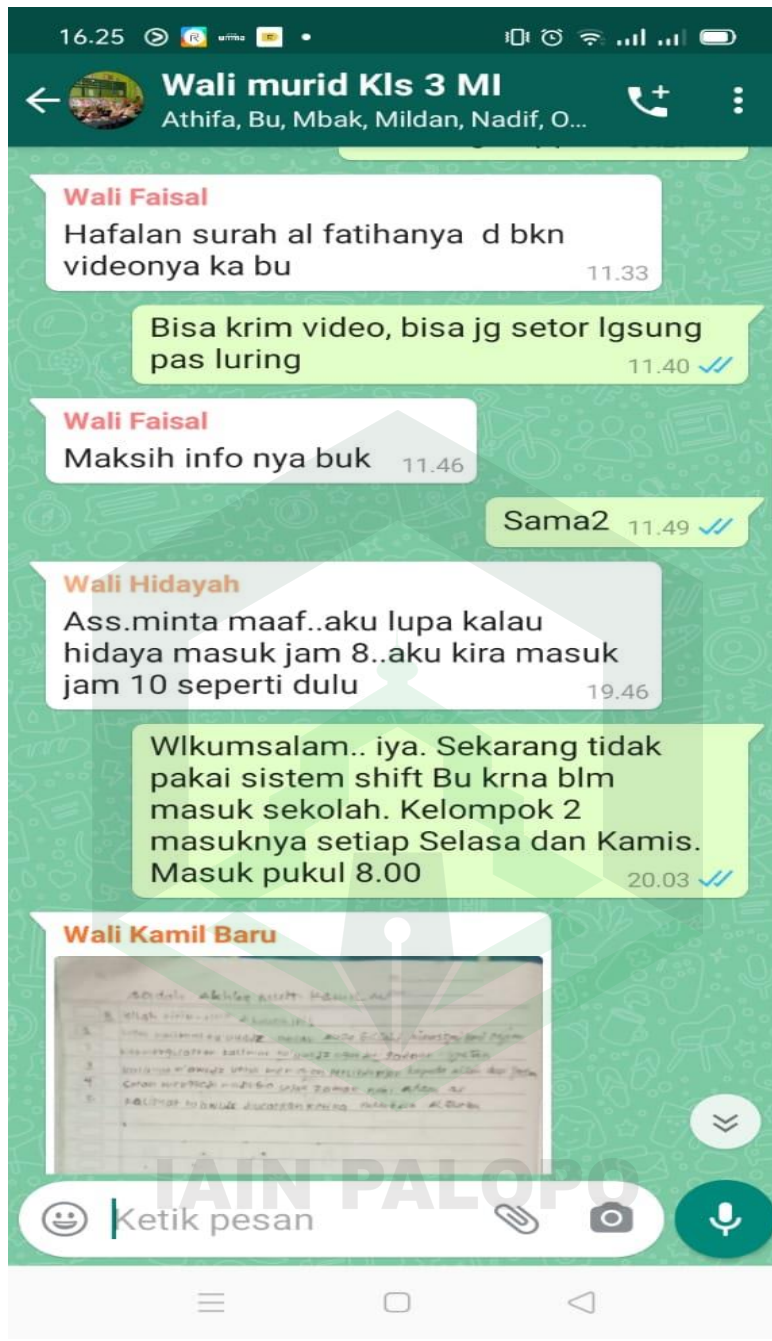 16.25
Wali murid Kls 3 MI
Athifa, Bu, Mbak, Mildan, Nadif, O...
Wali Faisal
Hafalan surah al fatihanya d bkn
videonya ka bu
11.33
Bisa krim video, bisa jg setor lgsung
pas luring
11.40
Wali Faisal
Maksih info nya buk
11.46
Sama2
11.49
Wali Hidayah
Ass.minta maaf..aku lupa kalau
hidaya masuk jam 8..aku kira masuk
jam 10 seperti dulu
19.46
Wlkumsalam.. iya. Sekarang tidak
pakai sistem shift Bu krna blm
masuk sekolah. Kelompok 2
masuknya setiap Selasa dan Kamis.
Masuk pukul 8.00
20.03
Wali Kamil Baru
IAIN PALOPO
Ketik pesan